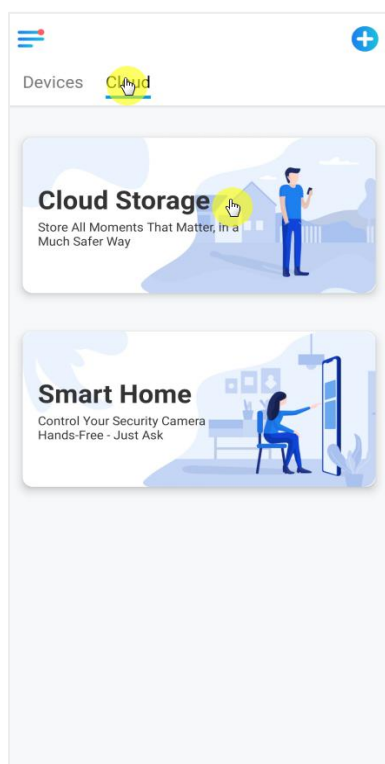 Devices Cloud
Cloud Storage
Store All Moments That Matter, in a
Much Safer Way
Smart Home
Control Your Security Camera
Hands-Free - Just Ask